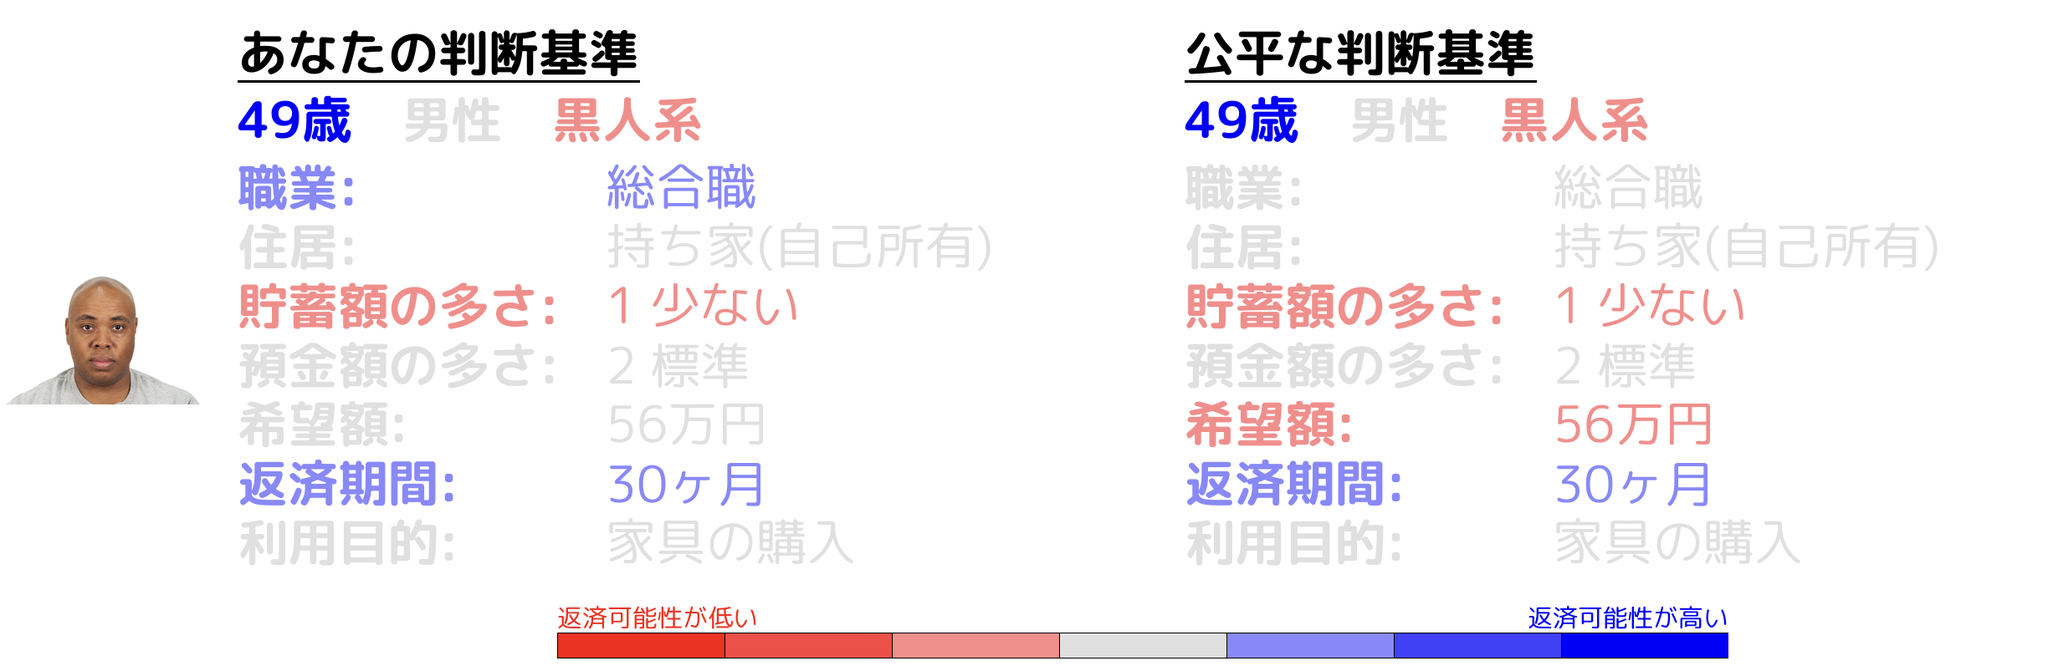 あなたの判断基準
49歳 男性 黒人系
職業: 総合職
住居: 持ち家(自己所有)
貯蓄額の多さ: 1 少ない
預金額の多さ: 2 標準
希望額: 56万円
返済期間: 30ヶ月
利用目的: 家具の購入
公平な判断基準
49歳 男性 黒人系
職業: 総合職
住居: 持ち家(自己所有)
貯蓄額の多さ: 1 少ない
預金額の多さ: 2 標準
希望額: 56万円
返済期間: 30ヶ月
利用目的: 家具の購入
返済可能性が低い
返済可能性が高い